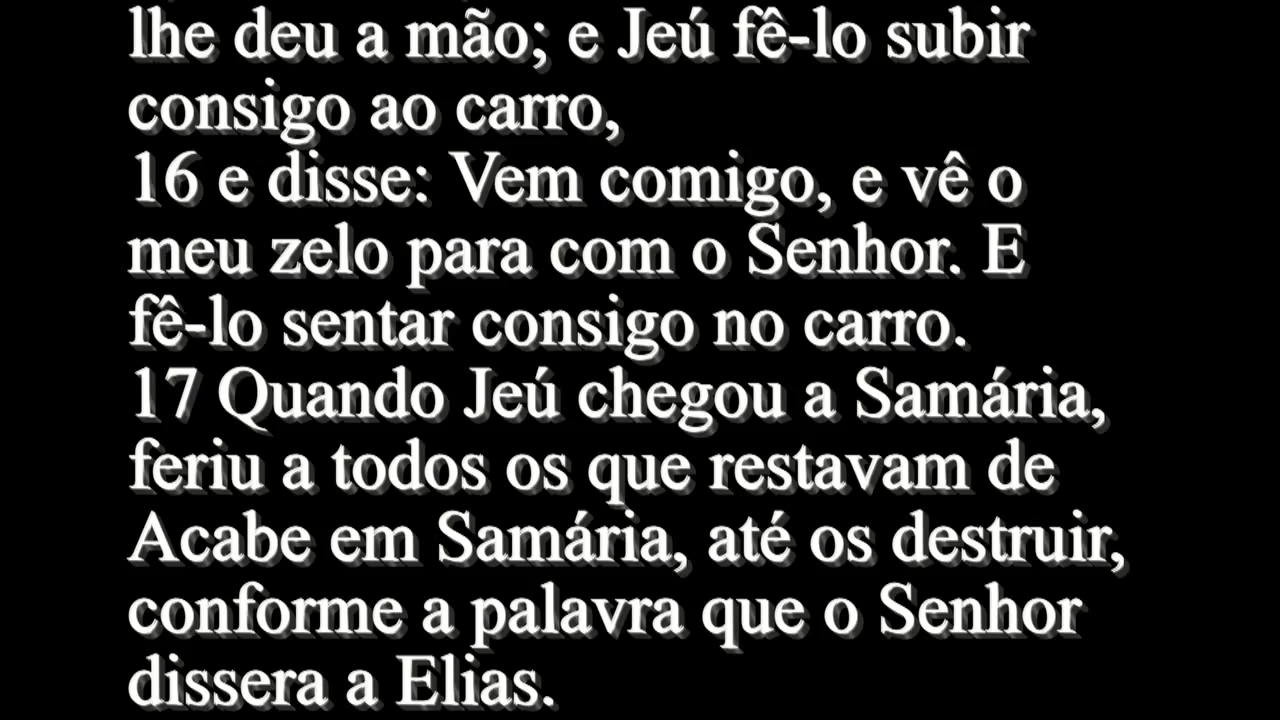 lhe deu a mão; e Jeú fê-lo subir
consigo ao carro,
16 e disse: Vem comigo, e vê o
meu zelo para com o Senhor. E
fê-lo sentar consigo no carro.
17 Quando Jeú chegou a Samária,
feriu a todos os que restavam de
Acabe em Samária, até os destruir,
conforme a palavra que o Senhor
dissera a Elias.